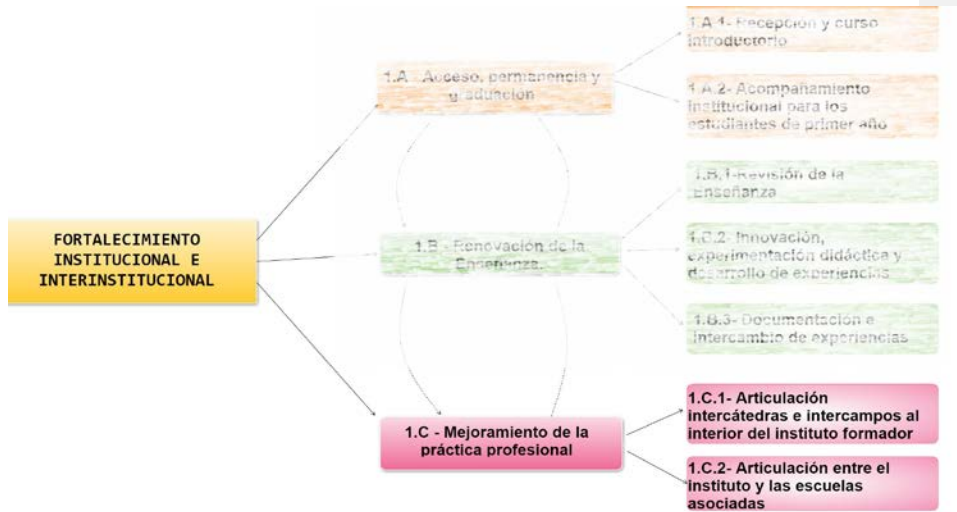 1.A.1- Recepción y curso
introductorio
1.A - Acceso, permanencia y
graduación
1.A.2- Acompañamiento
institucional para los
estudiantes de primer año
1.B.1-Revisión de la
Enseñanza
FORTALECIMIENTO
INSTITUCIONAL E
INTERINSTITUCIONAL
1.B - Renovación de la
Enseñanza.
1.B.2- Innovación,
experimentación didáctica y
desarrollo de experiencias
1.B.3- Documentación e
intercambio de experiencias
1.C - Mejoramiento de la
práctica profesional
1.C.1- Articulación
intercátedras e intercampos al
interior del instituto formador
1.C.2- Articulación entre el
instituto y las escuelas
asociadas